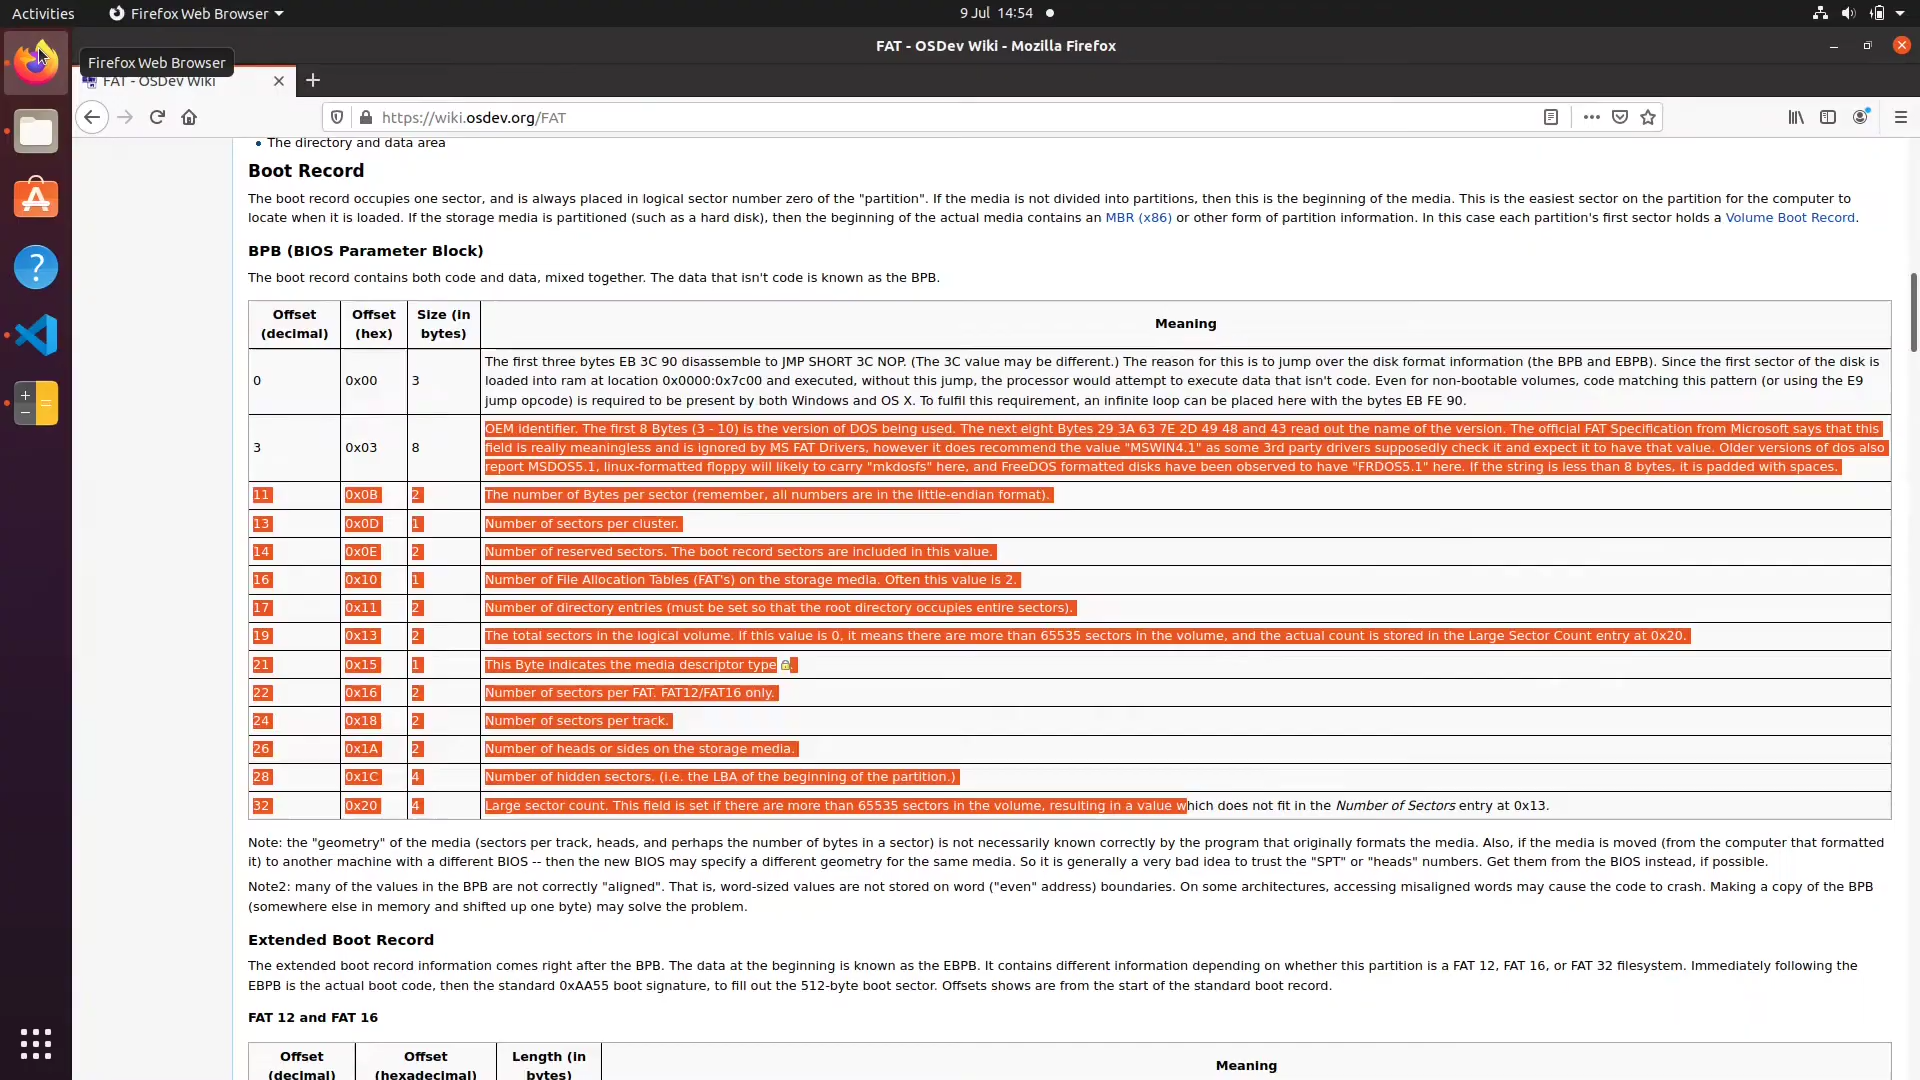 Activities
Firefox Web Browser
9 Jul 14:54
FAT - OSDev Wiki - Mozilla Firefox
Firefox Web Browser
FAT - OSDev Wiki
https://wiki.osdev.org/FAT
• The directory and data area
Boot Record
The boot record occupies one sector, and is always placed in logical sector number zero of the "partition". If the media is not divided into partitions, then this is the beginning of the media. This is the easiest sector on the partition for the computer to
locate when it is loaded. If the storage media is partitioned (such as a hard disk), then the beginning of the actual media contains an MBR (x86) or other form of partition information. In this case each partition's first sector holds a Volume Boot Record.
BPB (BIOS Parameter Block)
The boot record contains both code and data, mixed together. The data that isn't code is known as the BPB.
Offset (decimal) Offset (hex) Size (in bytes) Meaning
0 0x00 3 The first three bytes EB 3C 90 disassemble to JMP SHORT 3C NOP. (The 3C value may be different.) The reason for this is to jump over the disk format information (the BPB and EBPB). Since the first sector of the disk is
loaded into ram at location 0x0000:0x7c00 and executed, without this jump, the processor would attempt to execute data that isn't code. Even for non-bootable volumes, code matching this pattern (or using the E9
jump opcode) is required to be present by both Windows and OS X. To fulfil this requirement, an infinite loop can be placed here with the bytes EB FE 90.
3 0x03 8 OEM identifier. The first 8 Bytes (3 - 10) is the version of DOS being used. The next eight Bytes 29 3A 63 7E 2D 49 48 and 43 read out the name of the version. The official FAT Specification from Microsoft says that this
field is really meaningless and is ignored by MS FAT Drivers, however it does recommend the value "MSWIN4.1" as some 3rd party drivers supposedly check it and expect it to have that value. Older versions of dos also
report MSDOS5.1, linux-formatted floppy will likely to carry "mkdosfs" here, and FreeDOS formatted disks have been observed to have "FRDOS5.1" here. If the string is less than 8 bytes, it is padded with spaces.
11 0x0B 2 The number of Bytes per sector (remember, all numbers are in the little-endian format).
13 0x0D 1 Number of sectors per cluster.
14 0x0E 2 Number of reserved sectors. The boot record sectors are included in this value.
16 0x10 1 Number of File Allocation Tables (FAT's) on the storage media. Often this value is 2.
17 0x11 2 Number of directory entries (must be set so that the root directory occupies entire sectors).
19 0x13 2 The total sectors in the logical volume. If this value is 0, it means there are more than 65535 sectors in the volume, and the actual count is stored in the Large Sector Count entry at 0x20.
21 0x15 1 This Byte indicates the media descriptor type.
22 0x16 2 Number of sectors per FAT. FAT12/FAT16 only.
24 0x18 2 Number of sectors per track.
26 0x1A 2 Number of heads or sides on the storage media.
28 0x1C 4 Number of hidden sectors. (i.e. the LBA of the beginning of the partition.)
32 0x20 4 Large sector count. This field is set if there are more than 65535 sectors in the volume, resulting in a value which does not fit in the Number of Sectors entry at 0x13.
Note: the "geometry" of the media (sectors per track, heads, and perhaps the number of bytes in a sector) is not necessarily known correctly by the program that originally formats the media. Also, if the media is moved (from the computer that formatted
it) to another machine with a different BIOS -- then the new BIOS may specify a different geometry for the same media. So it is generally a very bad idea to trust the "SPT" or "heads" numbers. Get them from the BIOS instead, if possible.
Note2: many of the values in the BPB are not correctly "aligned". That is, word-sized values are not stored on word ("even" address) boundaries. On some architectures, accessing misaligned words may cause the code to crash. Making a copy of the BPB
(somewhere else in memory and shifted up one byte) may solve the problem.
Extended Boot Record
The extended boot record information comes right after the BPB. The data at the beginning is known as the EBPB. It contains different information depending on whether this partition is a FAT 12, FAT 16, or FAT 32 filesystem. Immediately following the
EBPB is the actual boot code, then the standard 0xAA55 boot signature, to fill out the 512-byte boot sector. Offsets shows are from the start of the standard boot record.
FAT 12 and FAT 16
Offset (decimal) Offset (hexadecimal) Length (in bytes) Meaning